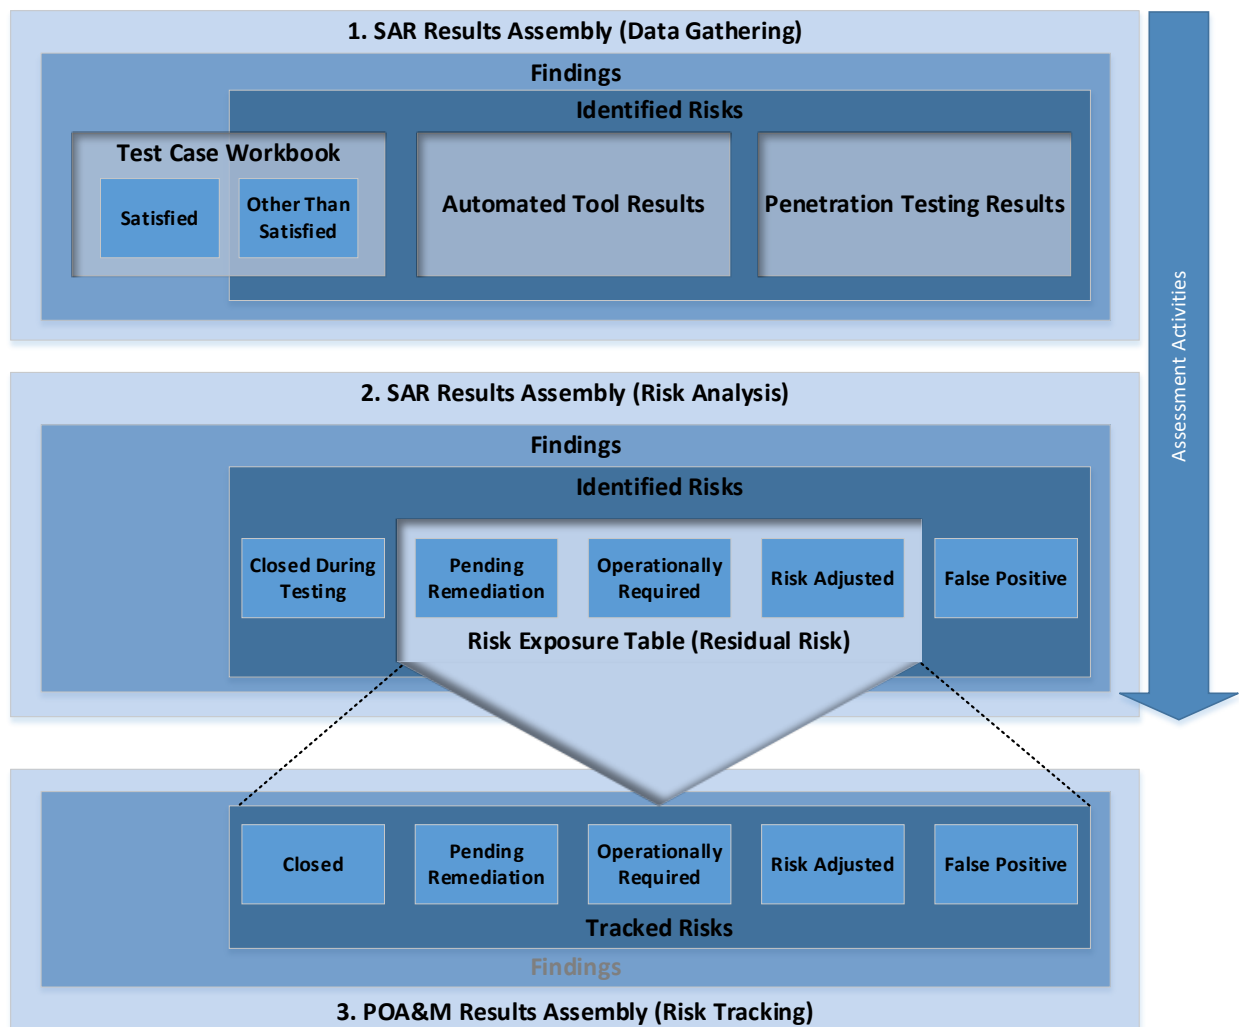 1. SAR Results Assembly (Data Gathering)
Findings
Identified Risks
Test Case Workbook
Satisfied
Other Than
Satisfied
Automated Tool Results
Penetration Testing Results
Assessment Activities
2. SAR Results Assembly (Risk Analysis)
Findings
Identified Risks
Closed During
Testing
Pending
Remediation
Operationally
Required
Risk Adjusted
False Positive
Risk Exposure Table (Residual Risk)
Closed
Pending
Remediation
Operationally
Required
Risk Adjusted
False Positive
Tracked Risks
Findings
3. POA&M Results Assembly (Risk Tracking)